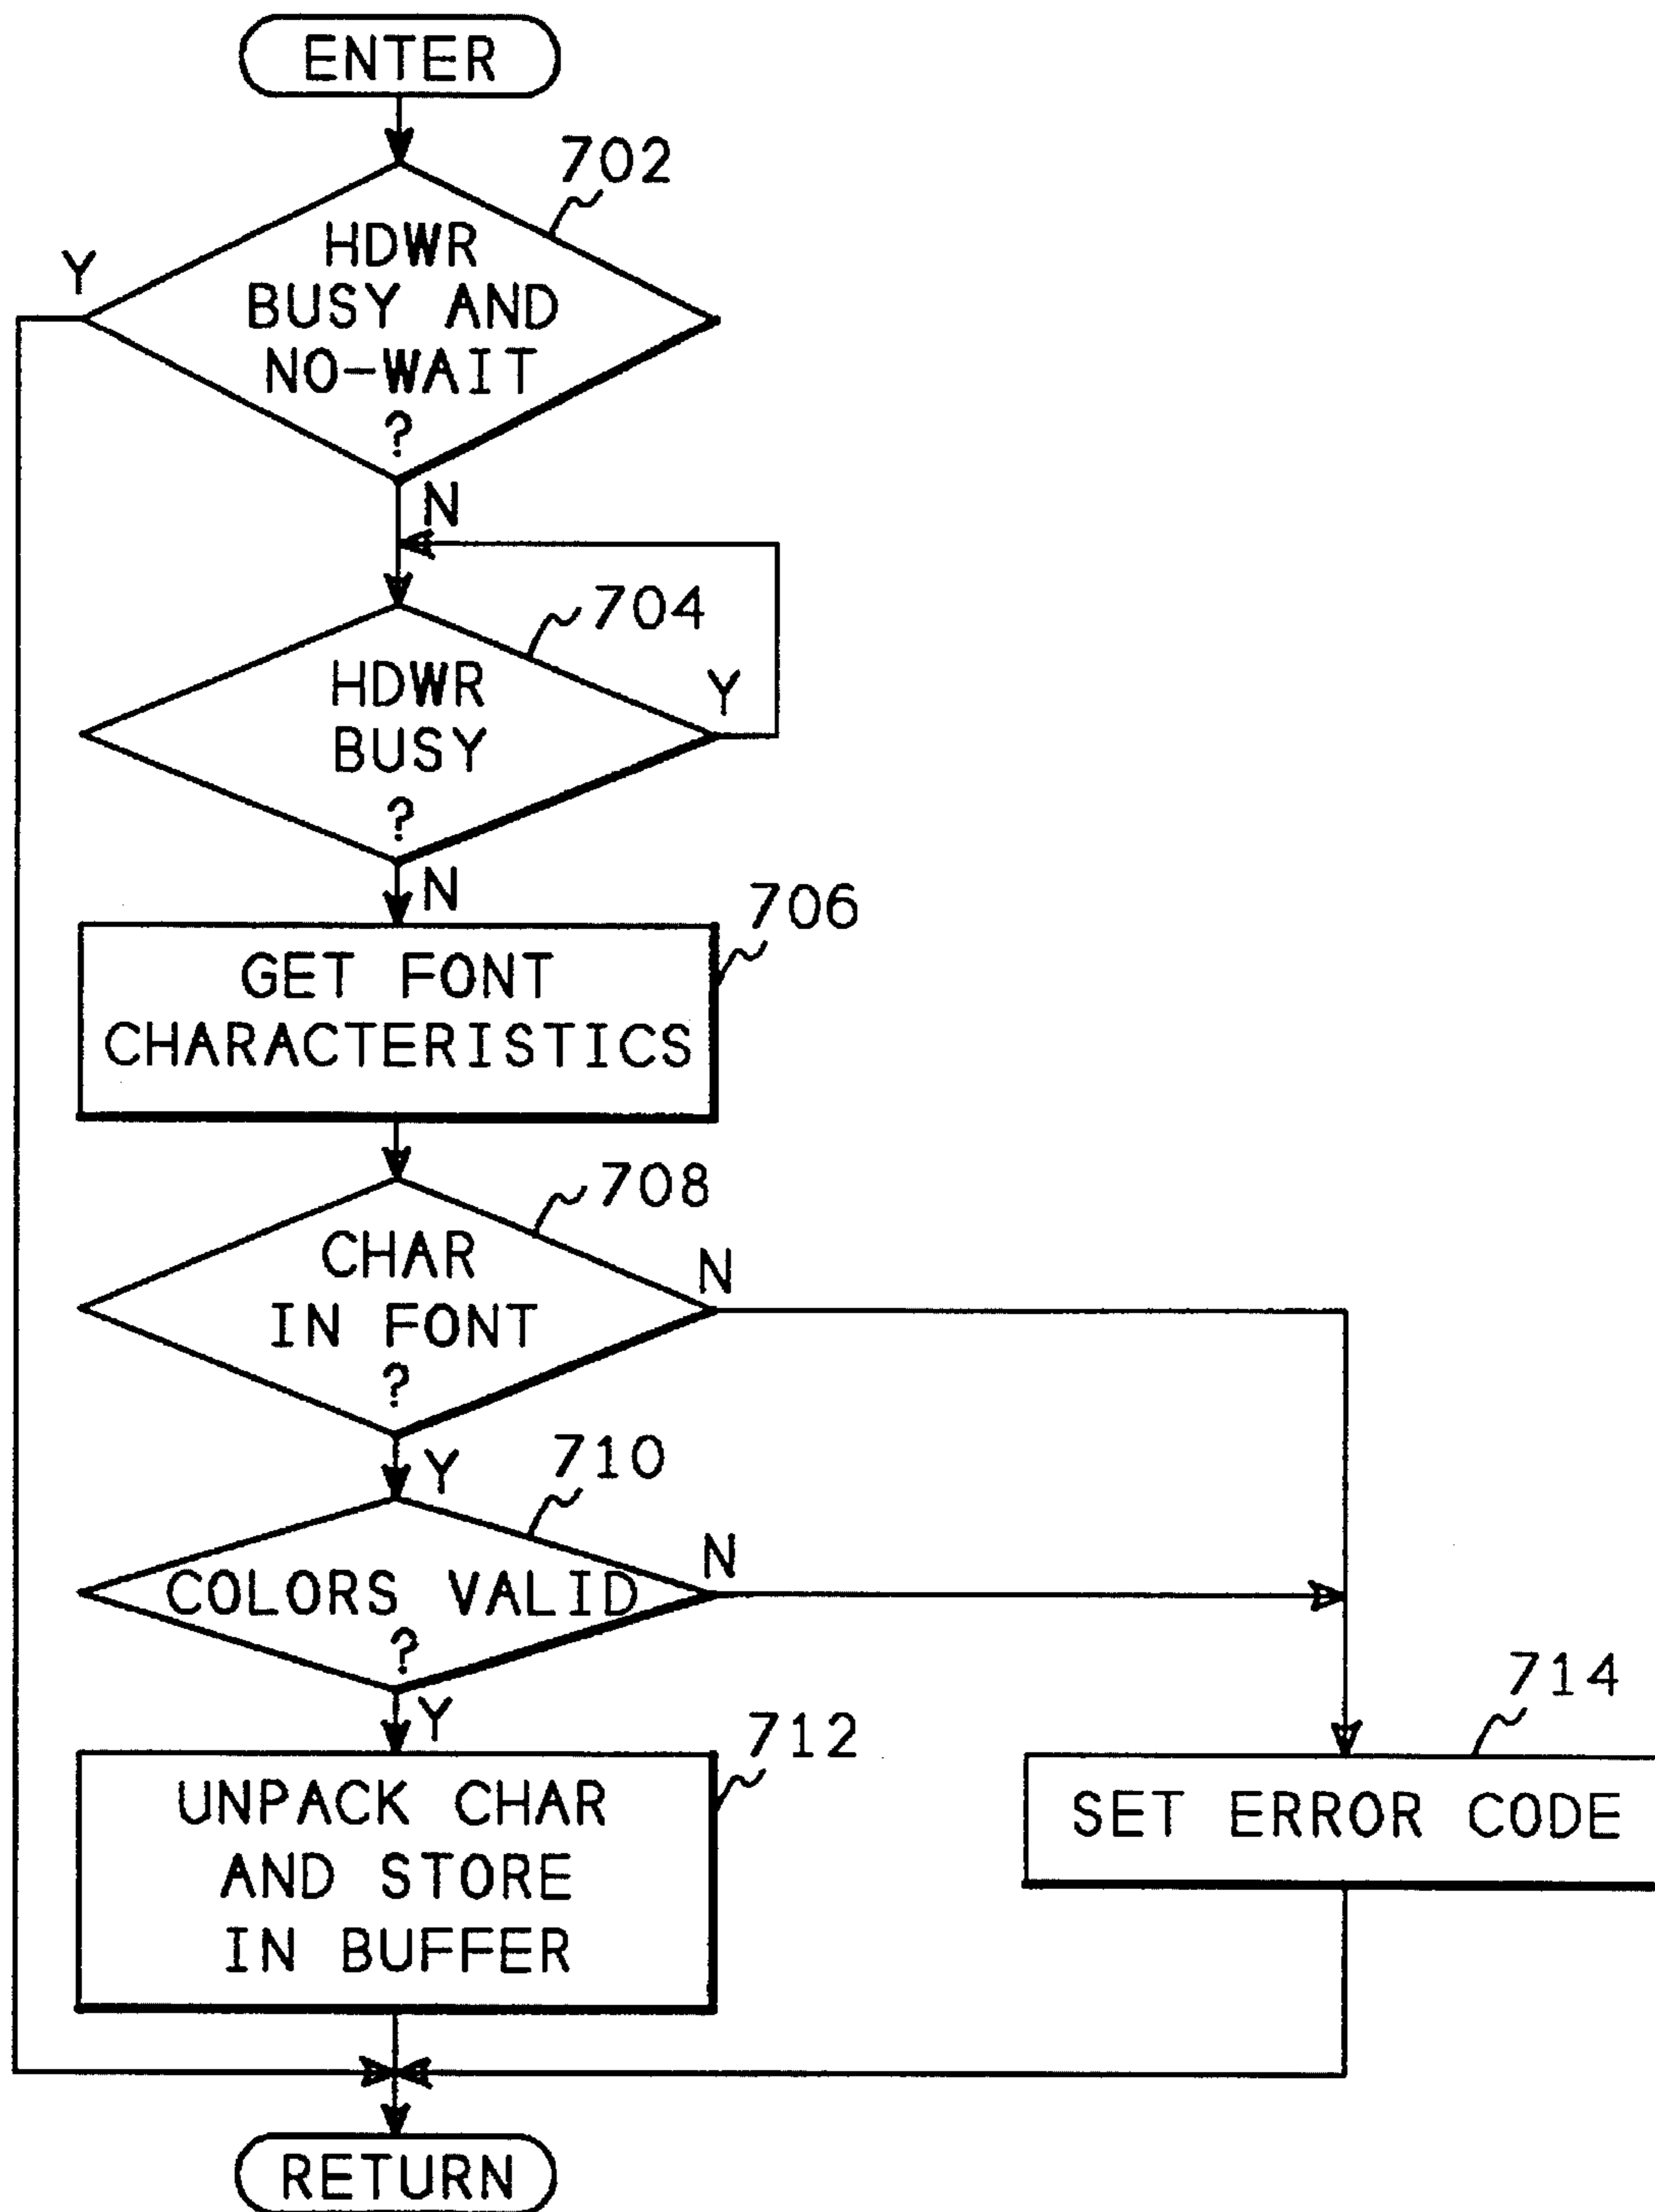 ENTER
702
HDWR
BUSY AND
NO-WAIT
?
Y
N
704
HDWR
BUSY
?
Y
N
706
GET FONT
CHARACTERISTICS
708
CHAR
IN FONT
?
N
Y
710
COLORS VALID
?
N
Y
712
UNPACK CHAR
AND STORE
IN BUFFER
714
SET ERROR CODE
RETURN